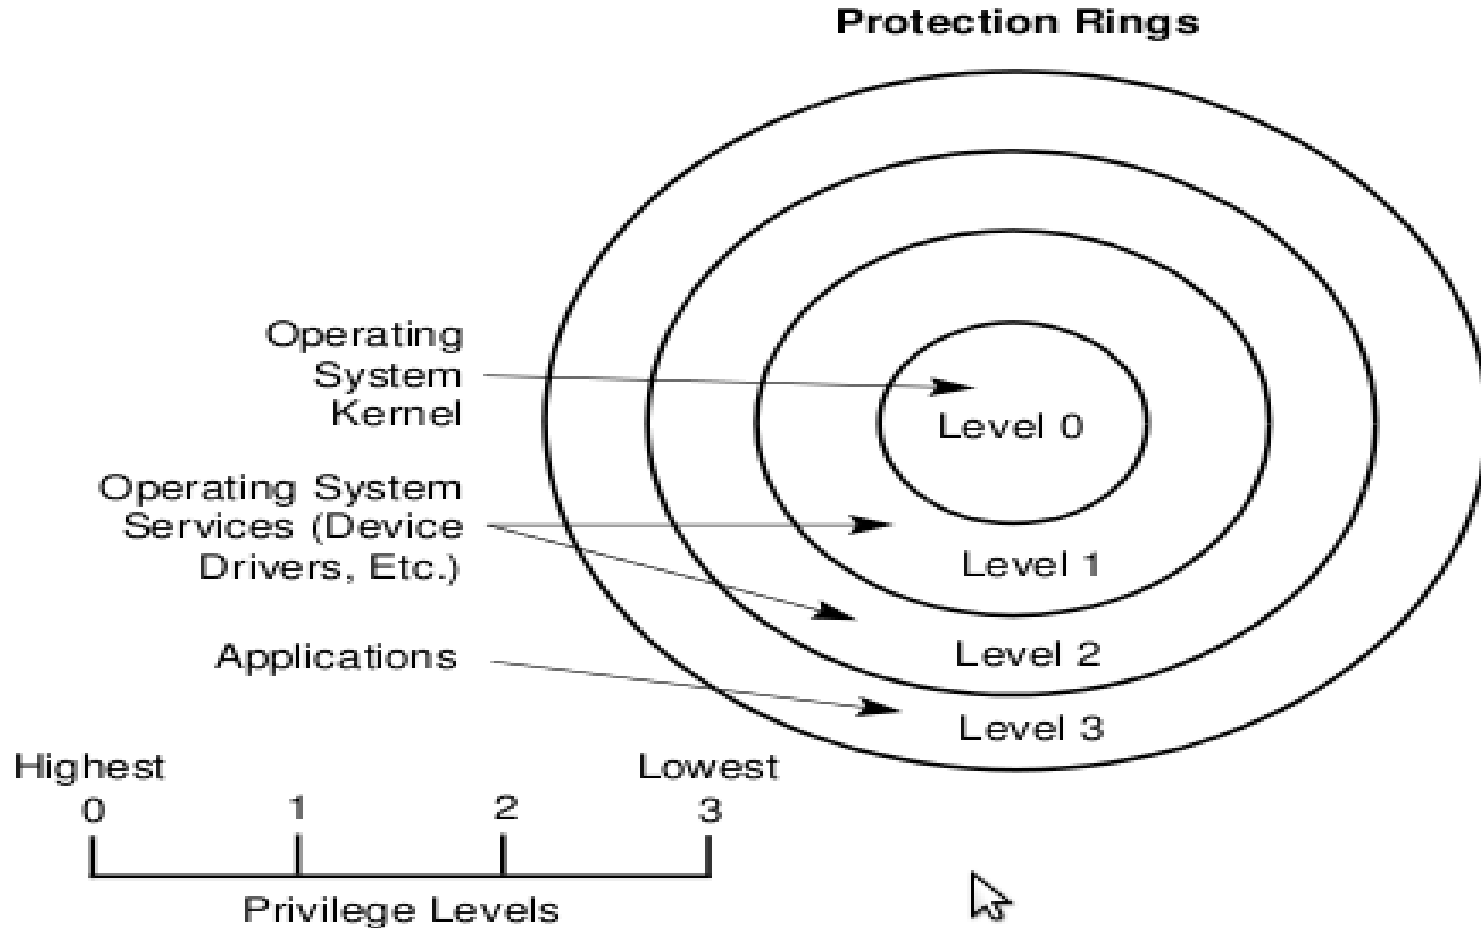 Protection Rings
Operating
System
Kernel
Level 0
Operating System
Services (Device
Drivers, Etc.)
Level 1
Applications
Level 2
Level 3
Highest
Lowest
0 1 2 3
Privilege Levels